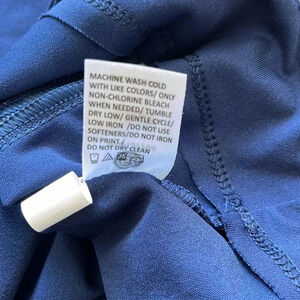 MACHINE WASH COLD
WITH LIKE COLORS/ ONLY
NON-CHLORINE BLEACH
WHEN NEEDED/ TUMBLE
DRY LOW/ GENTLE CYCLE/
LOW IRON /DO NOT USE
SOFTENERS/DO NOT IRON
ON PRINT/
DO NOT DRY CLEAN